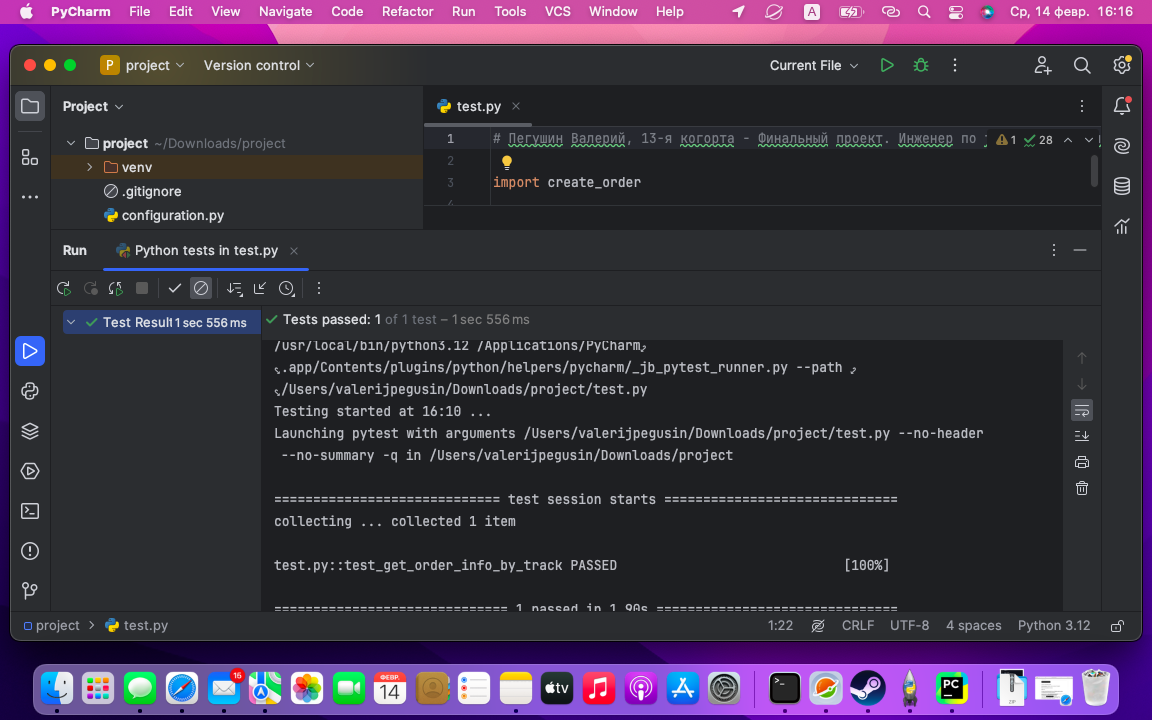 PyCharm File Edit View Navigate Code Refactor Run Tools VCS Window Help A Ср, 14 февр. 16:16
P project Version control Current File
Project test.py
project ~/Downloads/project
venv
.gitignore
configuration.py
1 # Пегушин Валерий, 13-я когорта - Финальный проект. Инженер по 1 28
2
3 import create_order
4
Run Python tests in test.py
Test Resul 1 sec 556 ms
Tests passed: 1 of 1 test – 1 sec 556 ms
/usr/local/bin/python3.12 /Applications/PyCharm
.app/Contents/plugins/python/helpers/pycharm/_jb_pytest_runner.py --path
/Users/valerijpegusin/Downloads/project/test.py
Testing started at 16:10 ...
Launching pytest with arguments /Users/valerijpegusin/Downloads/project/test.py --no-header
--no-summary -q in /Users/valerijpegusin/Downloads/project
============================= test session starts ==============================
collecting ... collected 1 item
test.py::test_get_order_info_by_track PASSED [100%]
============================== 1 passed in 1.90s ===============================
project test.py 1:22 CRLF UTF-8 4 spaces Python 3.12
16
ФЕВР.
14
tv
PC
ZIP